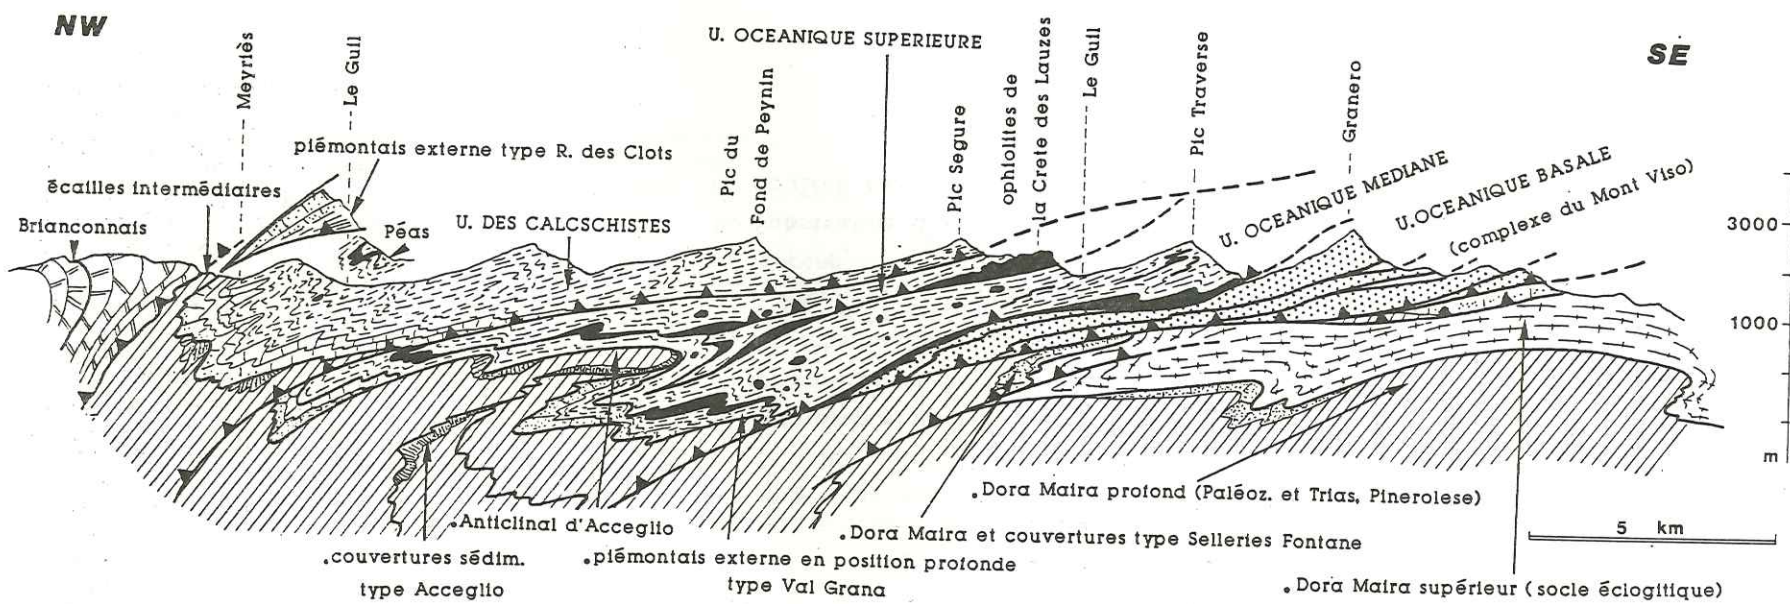 NW
SE
Meyriès
Le Guil
U. OCEANIQUE SUPERIEURE
Pic du
Fond de Peynin
Pic Segure
ophiolites de
la Crete des Lauzes
Le Guil
Pic Traverse
Granero
piémontais externe type R. des Clots
écailles intermédiaires
Brianconnais
Péas
U. DES CALCSCHISTES
U. OCEANIQUE MEDIANE
U.OCEANIQUE BASALE
(complexe du Mont Viso)
3000
1000
m
.Dora Maira profond (Paléoz. et Trias, Pinerolese)
.Anticlinal d'Acceglio
.Dora Maira et couvertures type Selleries Fontane
5 km
.couvertures sédim.
type Acceglio
.piémontais externe en position profonde
type Val Grana
.Dora Maira supérieur (socle éclogitique)